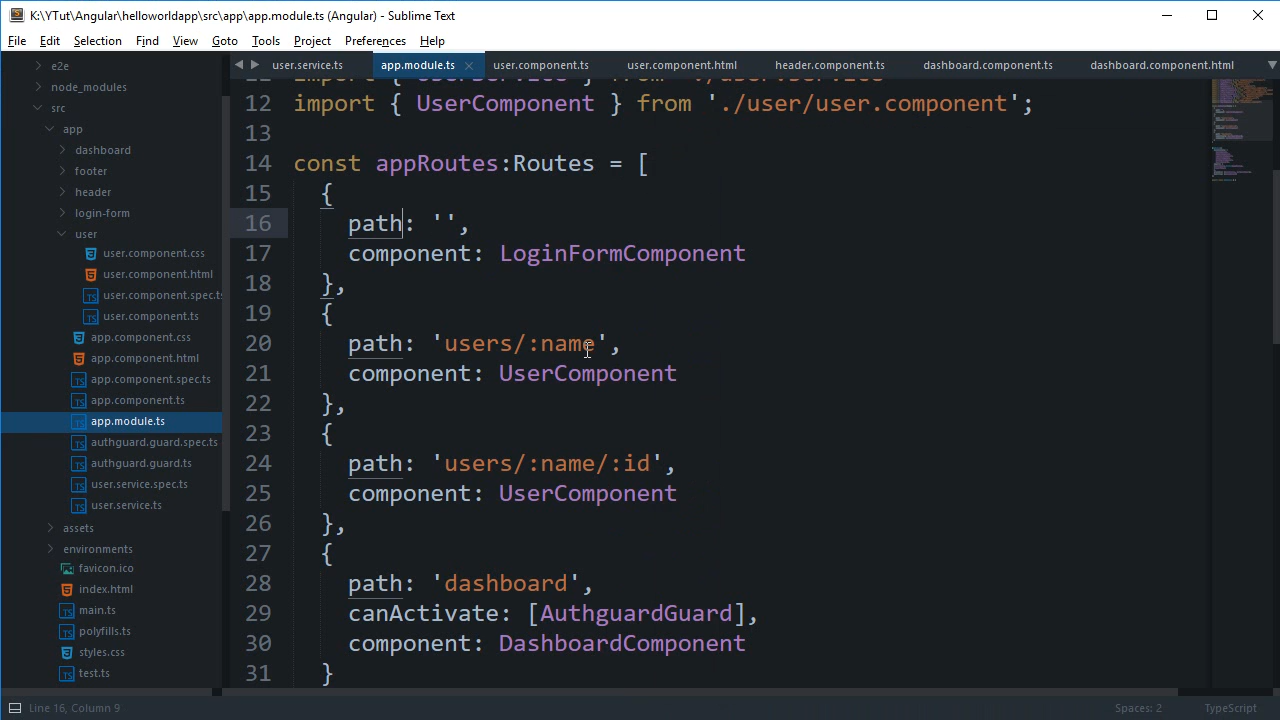 K:\YTut\Angular\helloworldapp\src\app\app.module.ts (Angular) - Sublime Text
File Edit Selection Find View Goto Tools Project Preferences Help
e2e
node_modules
src
app
dashboard
footer
header
login-form
user
user.component.css
user.component.html
user.component.spec.ts
user.component.ts
app.component.css
app.component.html
app.component.spec.ts
app.component.ts
app.module.ts
authguard.guard.spec.ts
authguard.guard.ts
user.service.spec.ts
user.service.ts
assets
environments
favicon.ico
index.html
main.ts
polyfills.ts
styles.css
test.ts
user.service.ts app.module.ts user.component.ts user.component.html header.component.ts dashboard.component.ts dashboard.component.html
12 import { UserComponent } from './user/user.component';
13
14 const appRoutes:Routes = [
15 {
16 path: '',
17 component: LoginFormComponent
18 },
19 {
20 path: 'users/:name',
21 component: UserComponent
22 },
23 {
24 path: 'users/:name/:id',
25 component: UserComponent
26 },
27 {
28 path: 'dashboard',
29 canActivate: [AuthguardGuard],
30 component: DashboardComponent
31 }
Line 16, Column 9 Spaces: 2 TypeScript